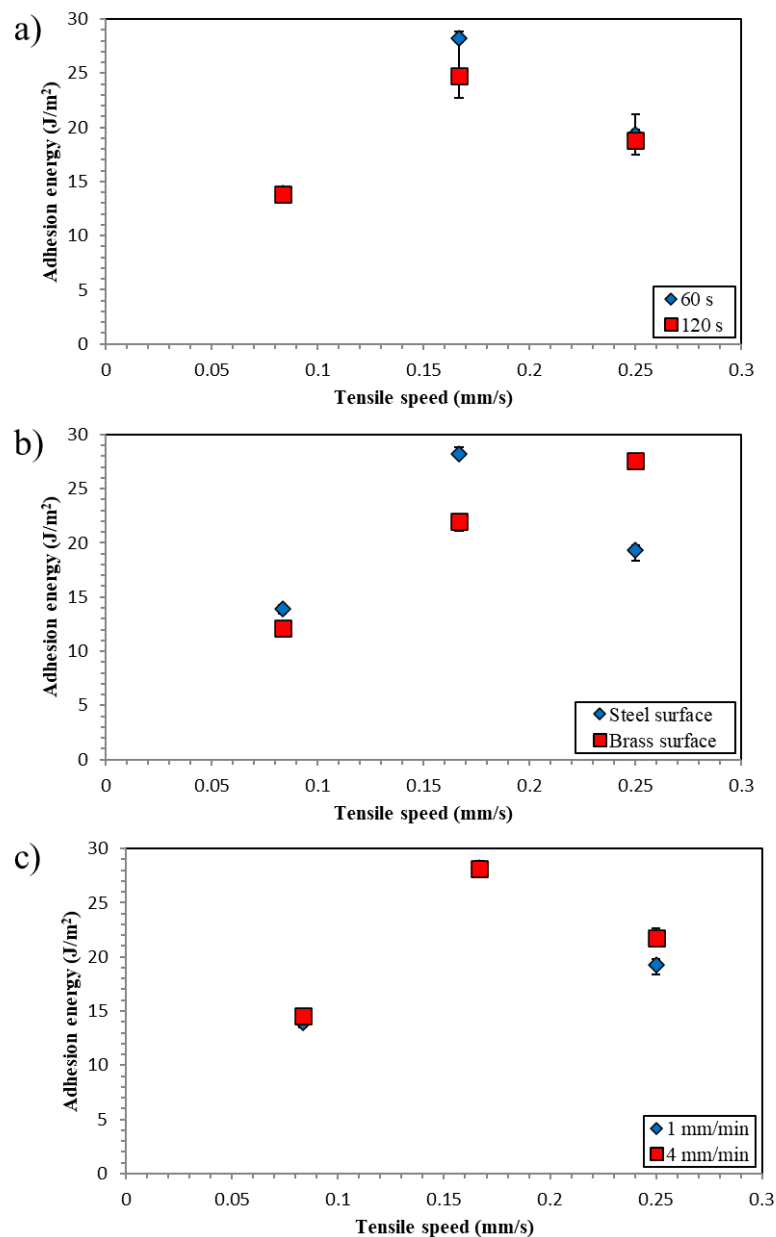 a)
Adhesion energy (J/m²)
30
25
20
15
10
5
0
0 0.05 0.1 0.15 0.2 0.25 0.3
Tensile speed (mm/s)
60 s
120 s
b)
Adhesion energy (J/m²)
30
25
20
15
10
5
0
0 0.05 0.1 0.15 0.2 0.25 0.3
Tensile speed (mm/s)
Steel surface
Brass surface
c)
Adhesion energy (J/m²)
30
25
20
15
10
5
0
0 0.05 0.1 0.15 0.2 0.25 0.3
Tensile speed (mm/s)
1 mm/min
4 mm/min